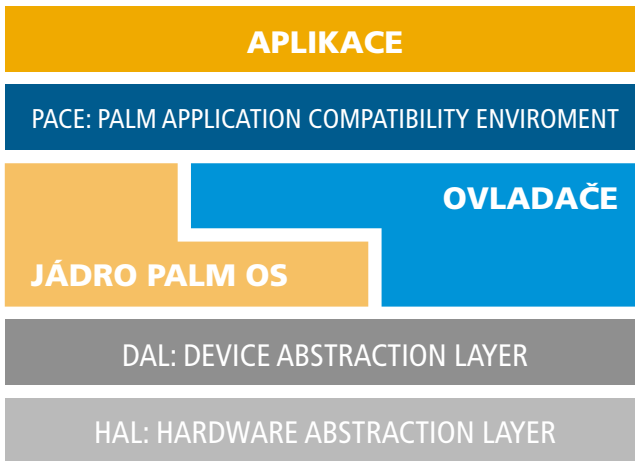 APLIKACE
PACE: PALM APPLICATION COMPATIBILITY ENVIROMENT
OVLADAČE
JÁDRO PALM OS
DAL: DEVICE ABSTRACTION LAYER
HAL: HARDWARE ABSTRACTION LAYER